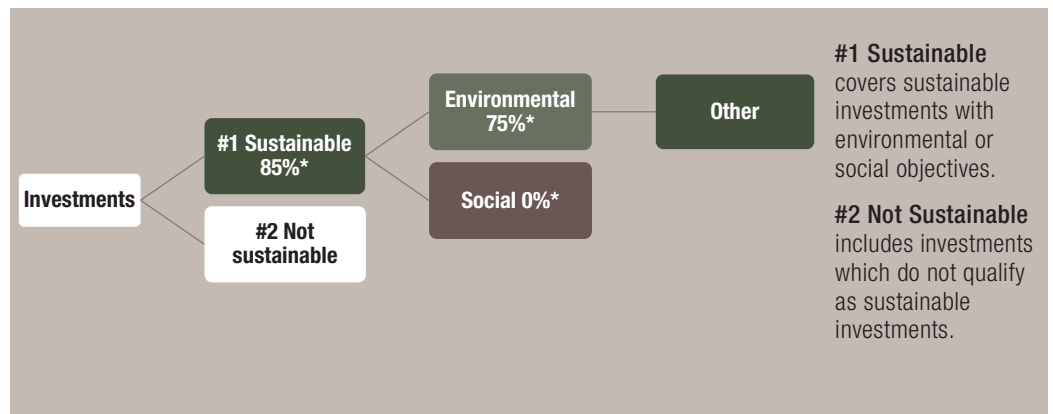 Investments
#1 Sustainable
85%*
#2 Not
sustainable
Environmental
75%*
Social 0%*
Other
#1 Sustainable
covers sustainable
investments with
environmental or
social objectives.
#2 Not Sustainable
includes investments
which do not qualify
as sustainable
investments.